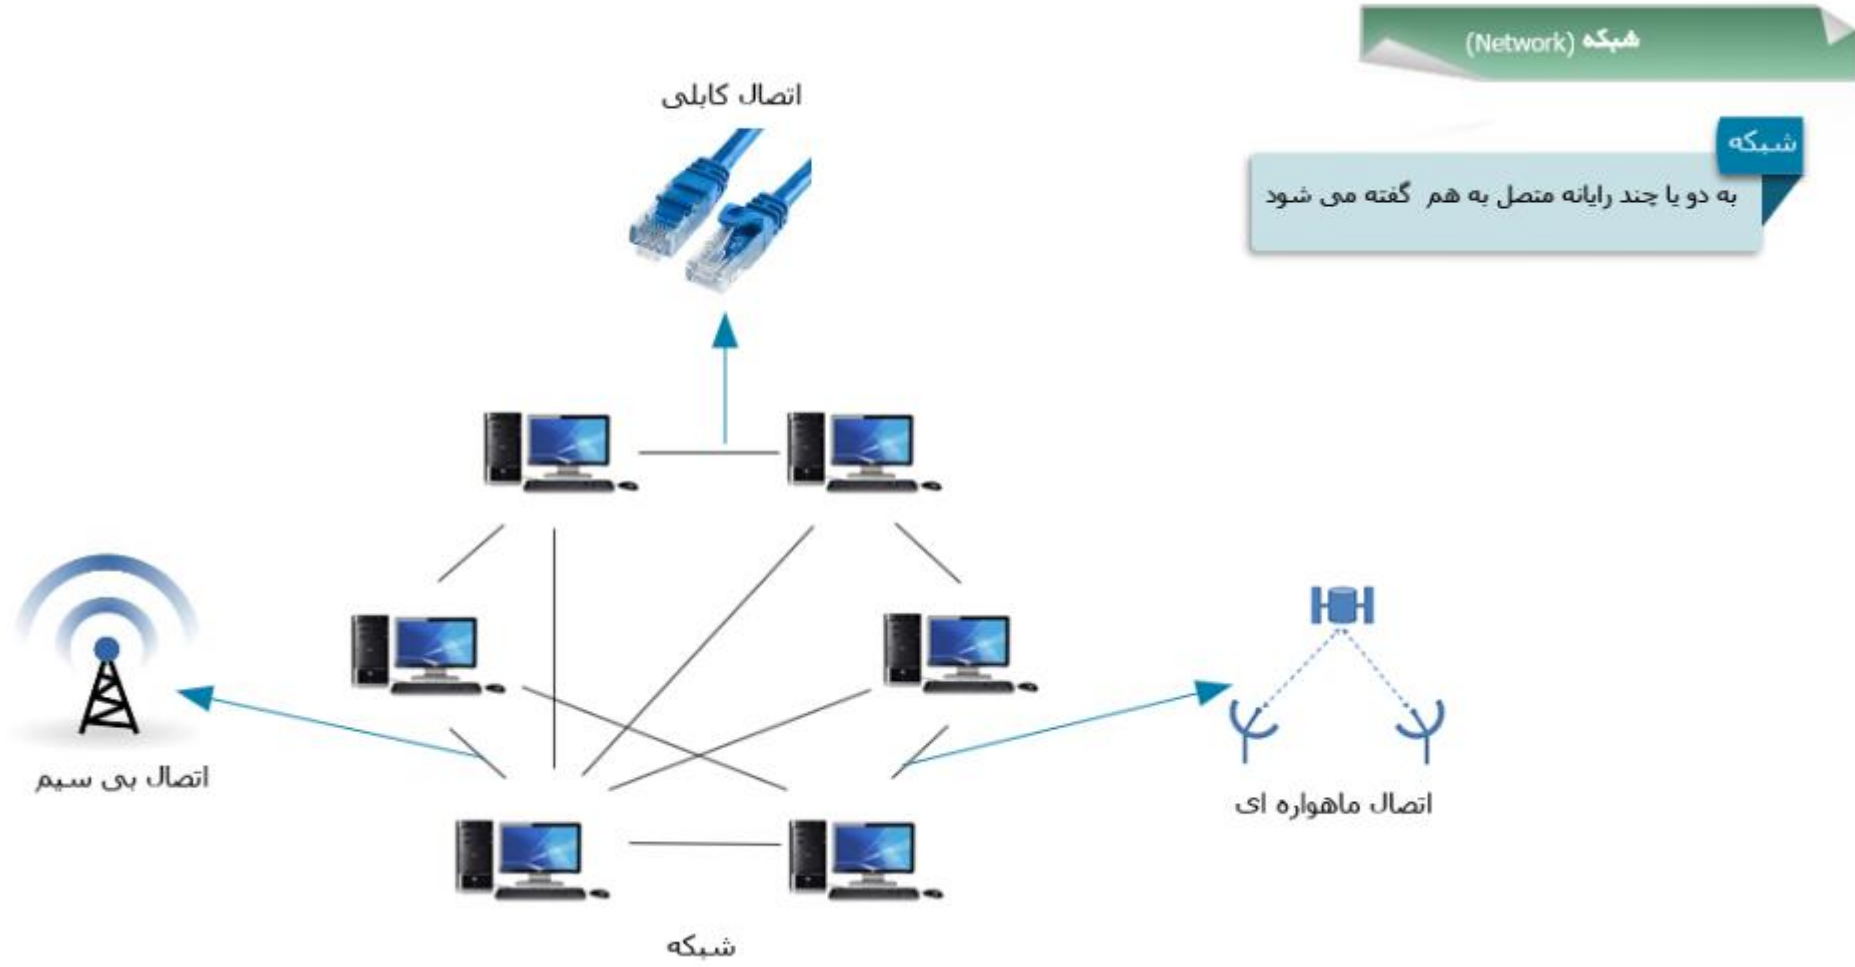 شبکه (Network)
شبکه
به دو یا چند رایانه متصل به هم گفته می شود
اتصال کابلی
اتصال بی سیم
اتصال ماهواره ای
شبکه